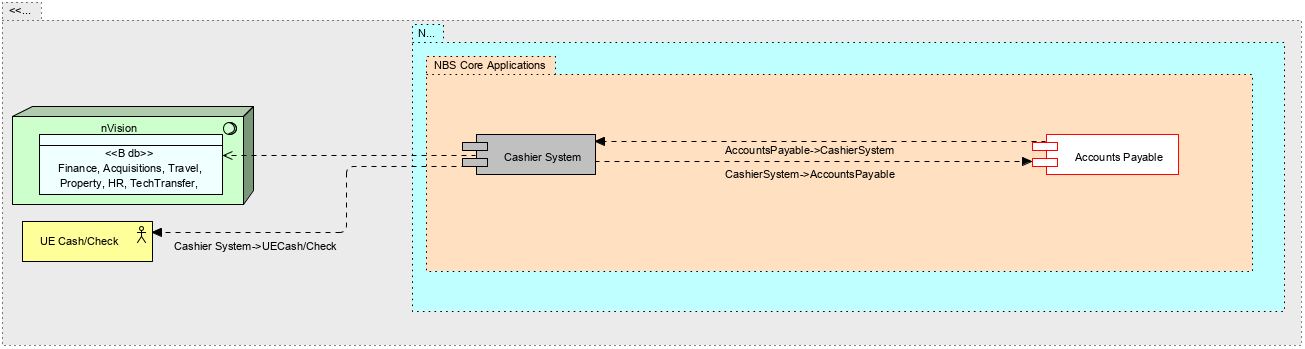 <<...
N...
NBS Core Applications
nVision
<<B db>>
Finance, Acquisitions, Travel,
Property, HR, TechTransfer,
Cashier System
AccountsPayable->CashierSystem
CashierSystem->AccountsPayable
Accounts Payable
UE Cash/Check
Cashier System->UECash/Check